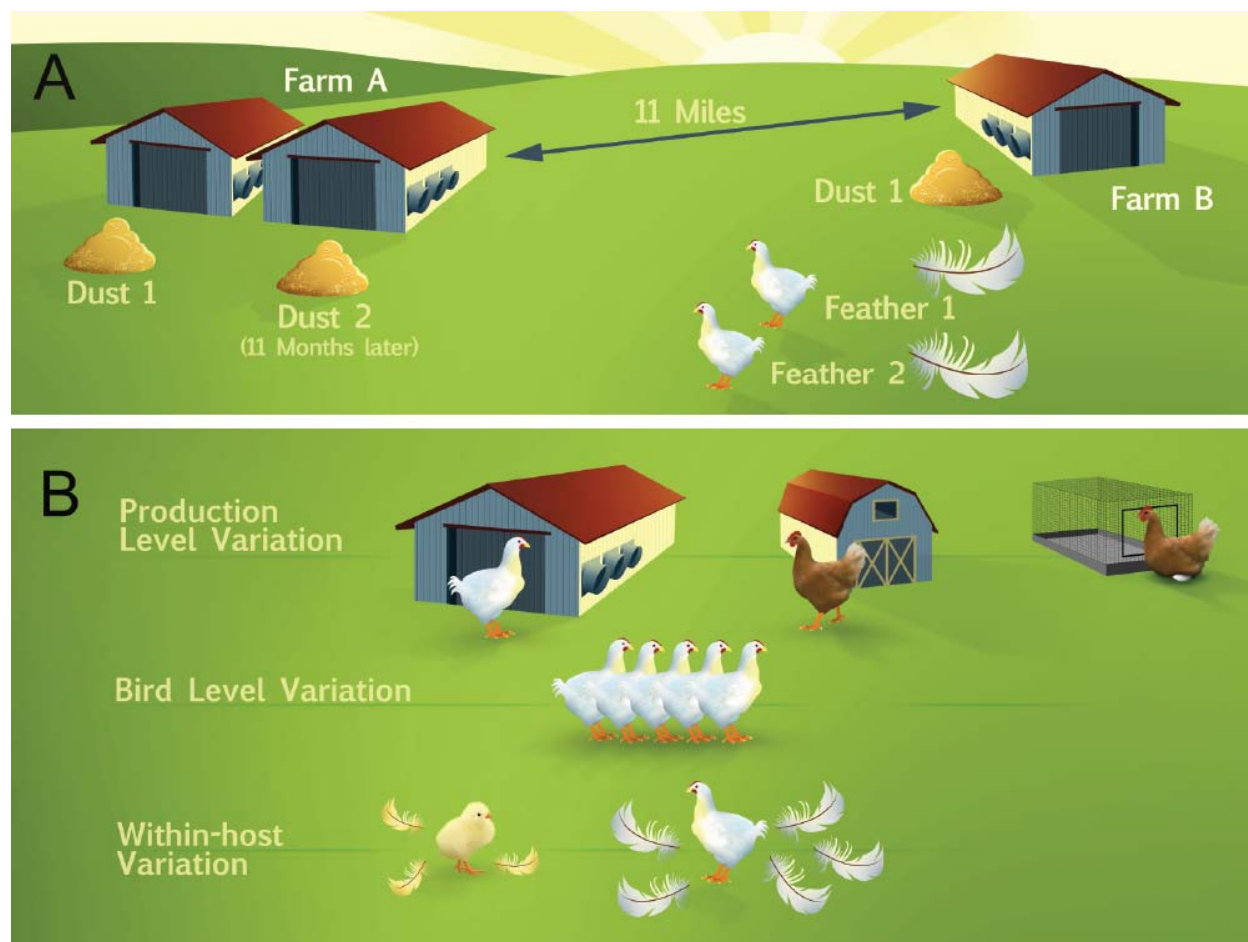 A
Farm A
11 Miles
Dust 1
Farm B
Dust 1
Dust 2
(11 Months later)
Feather 1
Feather 2
B
Production
Level Variation
Bird Level Variation
Within-host
Variation